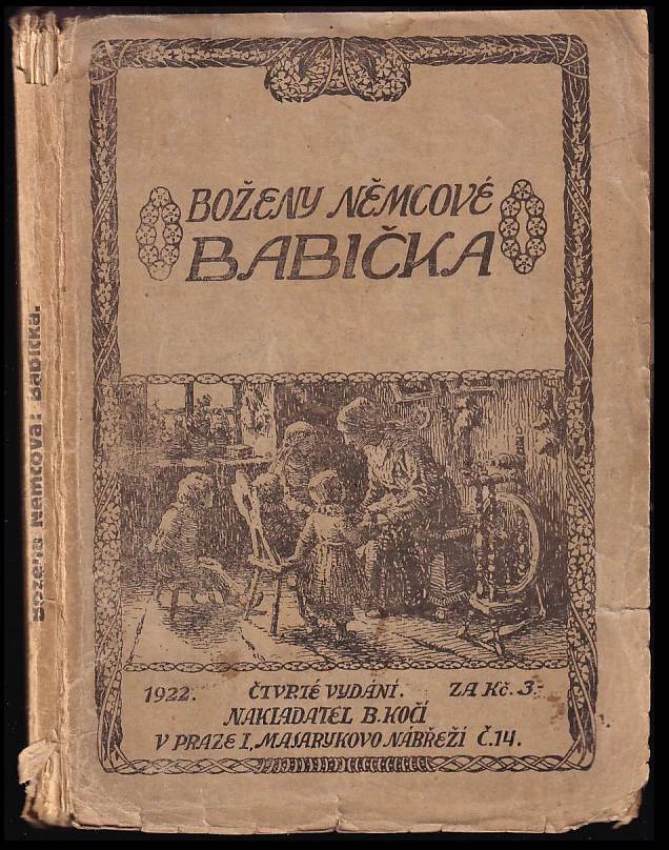 BOŽENY NĚMCOVÉ
BABIČKA
1922. ČTVRTÉ VYDÁNÍ. ZA Kč. 3.-
NAKLADATEL B. KOČÍ
V PRAZE I, MASARYKOVO NÁBŘEŽÍ Č.14.
Božena Němcová: Babička.